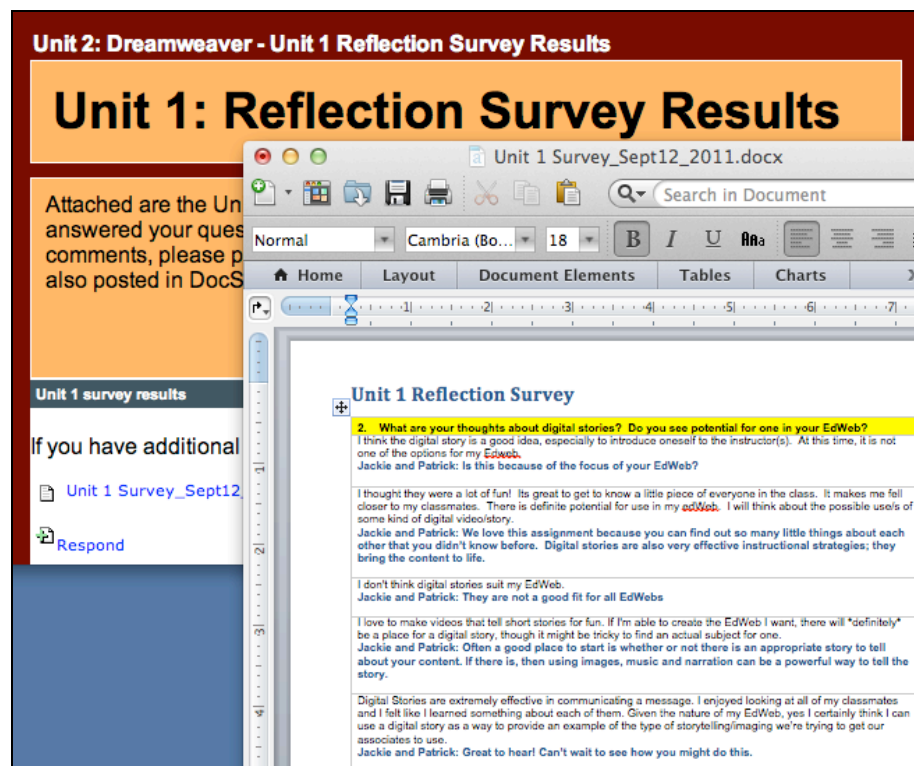 Unit 2: Dreamweaver - Unit 1 Reflection Survey Results
Unit 1: Reflection Survey Results
Attached are the Un
answered your ques
comments, please p
also posted in DocS
Unit 1 survey results
If you have additional
Unit 1 Survey_Sept12_
Respond
Unit 1 Survey_Sept12_2011.docx
Search in Document
Normal
Cambria (Bo...
18
B I U ABa
Home Layout Document Elements Tables Charts
1 2 3 4 5 6 7
Unit 1 Reflection Survey
2. What are your thoughts about digital stories? Do you see potential for one in your EdWeb?
I think the digital story is a good idea, especially to introduce oneself to the instructor(s). At this time, it is not
one of the options for my Edweb.
Jackie and Patrick: Is this because of the focus of your EdWeb?
I thought they were a lot of fun! Its great to get to know a little piece of everyone in the class. It makes me fell
closer to my classmates. There is definite potential for use in my edWeb. I will think about the possible use/s of
some kind of digital video/story.
Jackie and Patrick: We love this assignment because you can find out so many little things about each
other that you didn't know before. Digital stories are also very effective instructional strategies; they
bring the content to life.
I don't think digital stories suit my EdWeb.
Jackie and Patrick: They are not a good fit for all EdWebs
I love to make videos that tell short stories for fun. If I'm able to create the EdWeb I want, there will *definitely*
be a place for a digital story, though it might be tricky to find an actual subject for one.
Jackie and Patrick: Often a good place to start is whether or not there is an appropriate story to tell
about your content. If there is, then using images, music and narration can be a powerful way to tell the
story.
Digital Stories are extremely effective in communicating a message. I enjoyed looking at all of my classmates
and I felt like I learned something about each of them. Given the nature of my EdWeb, yes I certainly think I can
use a digital story as a way to provide an example of the type of storytelling/imaging we're trying to get our
associates to use.
Jackie and Patrick: Great to hear! Can't wait to see how you might do this.
1
2
3
4